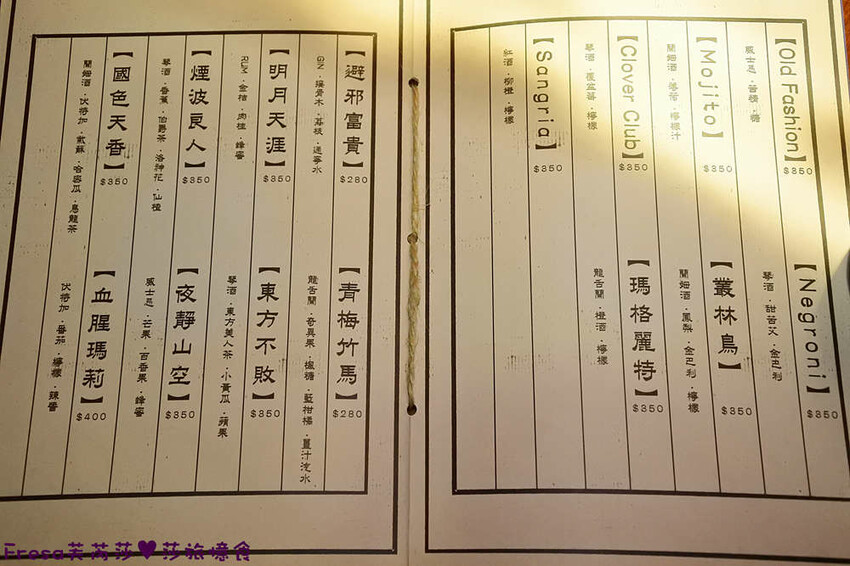 【Old Fashion】
$350
威士忌・苦精・糖
【Negroni】
$350
琴酒・甜苦艾・金巴利
【Mojito】
$350
蘭姆酒・薄荷・檸檬汁
【叢林鳥】
$350
蘭姆酒・鳳梨・金巴利・檸檬
【Clover Club】
$350
琴酒・覆盆莓・檸檬
【瑪格麗特】
$350
龍舌蘭・橙酒・檸檬
【Sangria】
$350
紅酒・柳橙・檸檬
【避邪富貴】
$280
GIN・接骨木・荔枝・通寧水
【青梅竹馬】
$280
龍舌蘭・奇異果・楓糖・藍柑橘・薑汁汽水
【明月天涯】
$350
RUM・金桔・肉桂・蜂蜜
【東方不敗】
$350
琴酒・東方美人茶・小黃瓜・蘋果
【煙波良人】
$350
琴酒・香蕉・伯爵茶・洛神花・仙楂
【夜靜山空】
$350
威士忌・芒果・百香果・蜂蜜
【國色天香】
$350
蘭姆酒・伏特加・紫蘇・哈密瓜・烏龍茶
【血腥瑪莉】
$400
伏特加・番茄・檸檬・辣醬
Fresa芙芮莎♥莎旅憶食